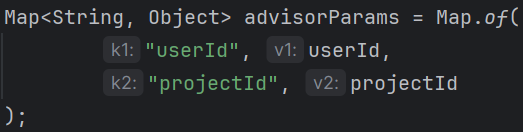 Map<String, Object> advisorParams = Map.of(
k1: "userId", v1: userId,
k2: "projectId", v2: projectId
);